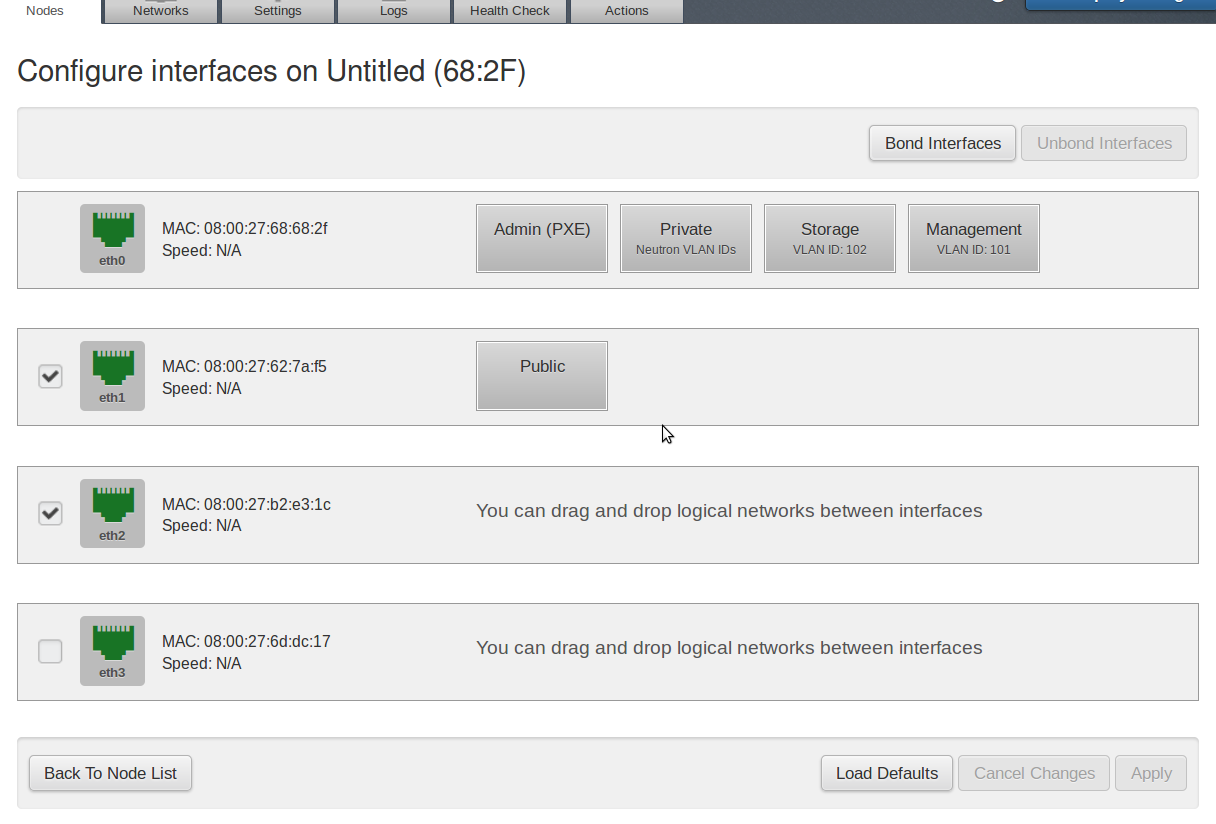 Nodes
Networks
Settings
Logs
Health Check
Actions
Configure interfaces on Untitled (68:2F)
Bond Interfaces
Unbond Interfaces
eth0
MAC: 08:00:27:68:68:2f
Speed: N/A
Admin (PXE)
Private
Neutron VLAN IDs
Storage
VLAN ID: 102
Management
VLAN ID: 101
eth1
MAC: 08:00:27:62:7a:f5
Speed: N/A
Public
eth2
MAC: 08:00:27:b2:e3:1c
Speed: N/A
You can drag and drop logical networks between interfaces
eth3
MAC: 08:00:27:6d:dc:17
Speed: N/A
You can drag and drop logical networks between interfaces
Back To Node List
Load Defaults
Cancel Changes
Apply